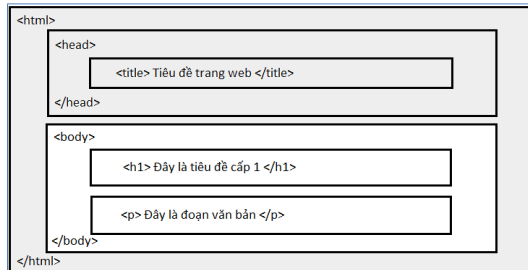 <html>
<head>
<title> Tiêu đề trang web </title>
</head>
<body>
<h1> Đây là tiêu đề cấp 1 </h1>
<p> Đây là đoạn văn bản </p>
</body>
</html>